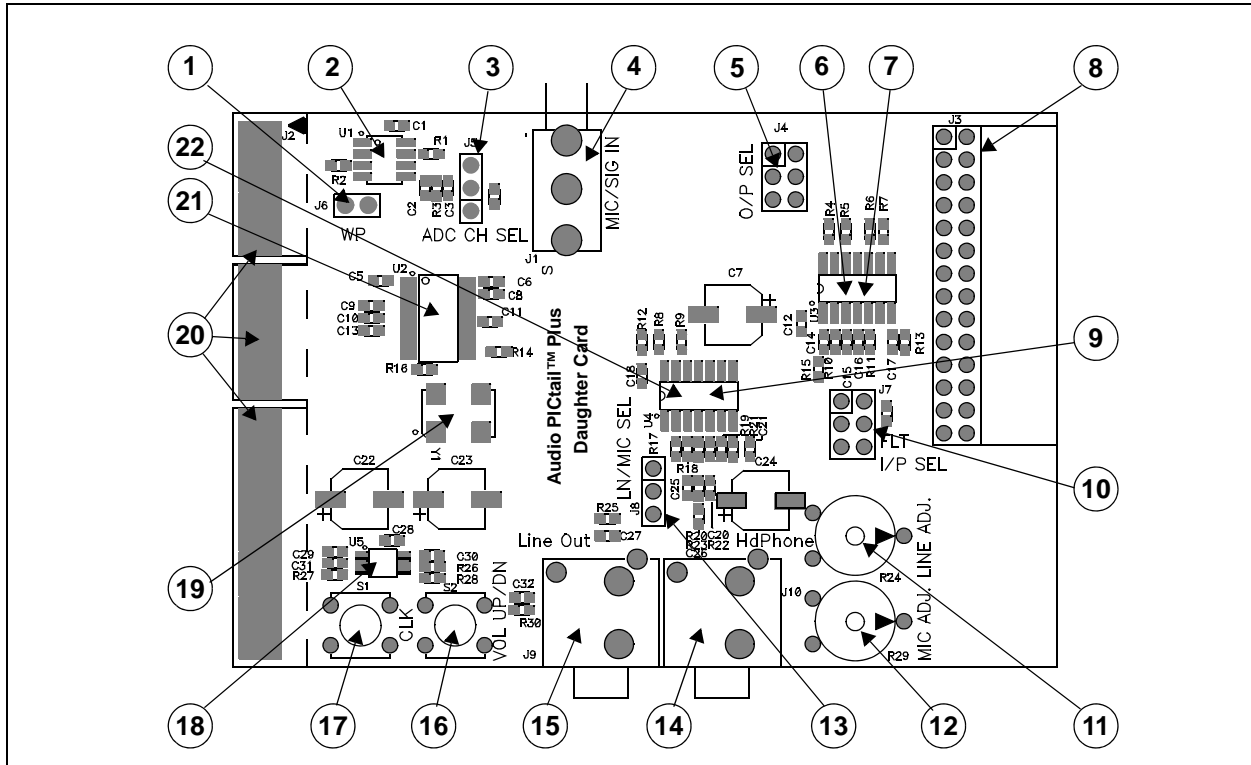 1
2
3
4
5
6
7
8
22
21
20
19
18
17
16
15
14
13
12
11
10
9
J2
U1
C1
R1
R2
J6
WP
C2
R3
C3
J5
ADC CH SEL
J1
S
MIC/SIG IN
J4
O/P SEL
J3
R4
R5
R6
R7
U3
C5
U2
C6
C8
C9
C10
C11
C13
R14
R16
Y1
Audio PICtail™ Plus
Daughter Card
C7
R12
R8
R9
C12
C14
R15
R10
C15
C16
R11
C17
R13
C18
U4
R19
R21
C21
J7
FLT
I/P SEL
LN/MIC SEL
R17
R18
C25
J8
C24
C22
C23
R25
C27
Line Out
R20
R23
C26
C20
R22
HdPhone
C28
U5
C29
C31
R27
C30
R26
R28
S1
CLK
S2
VOL UP/DN
C32
R30
J9
J10
R24
R29
MIC ADJ. LINE ADJ.